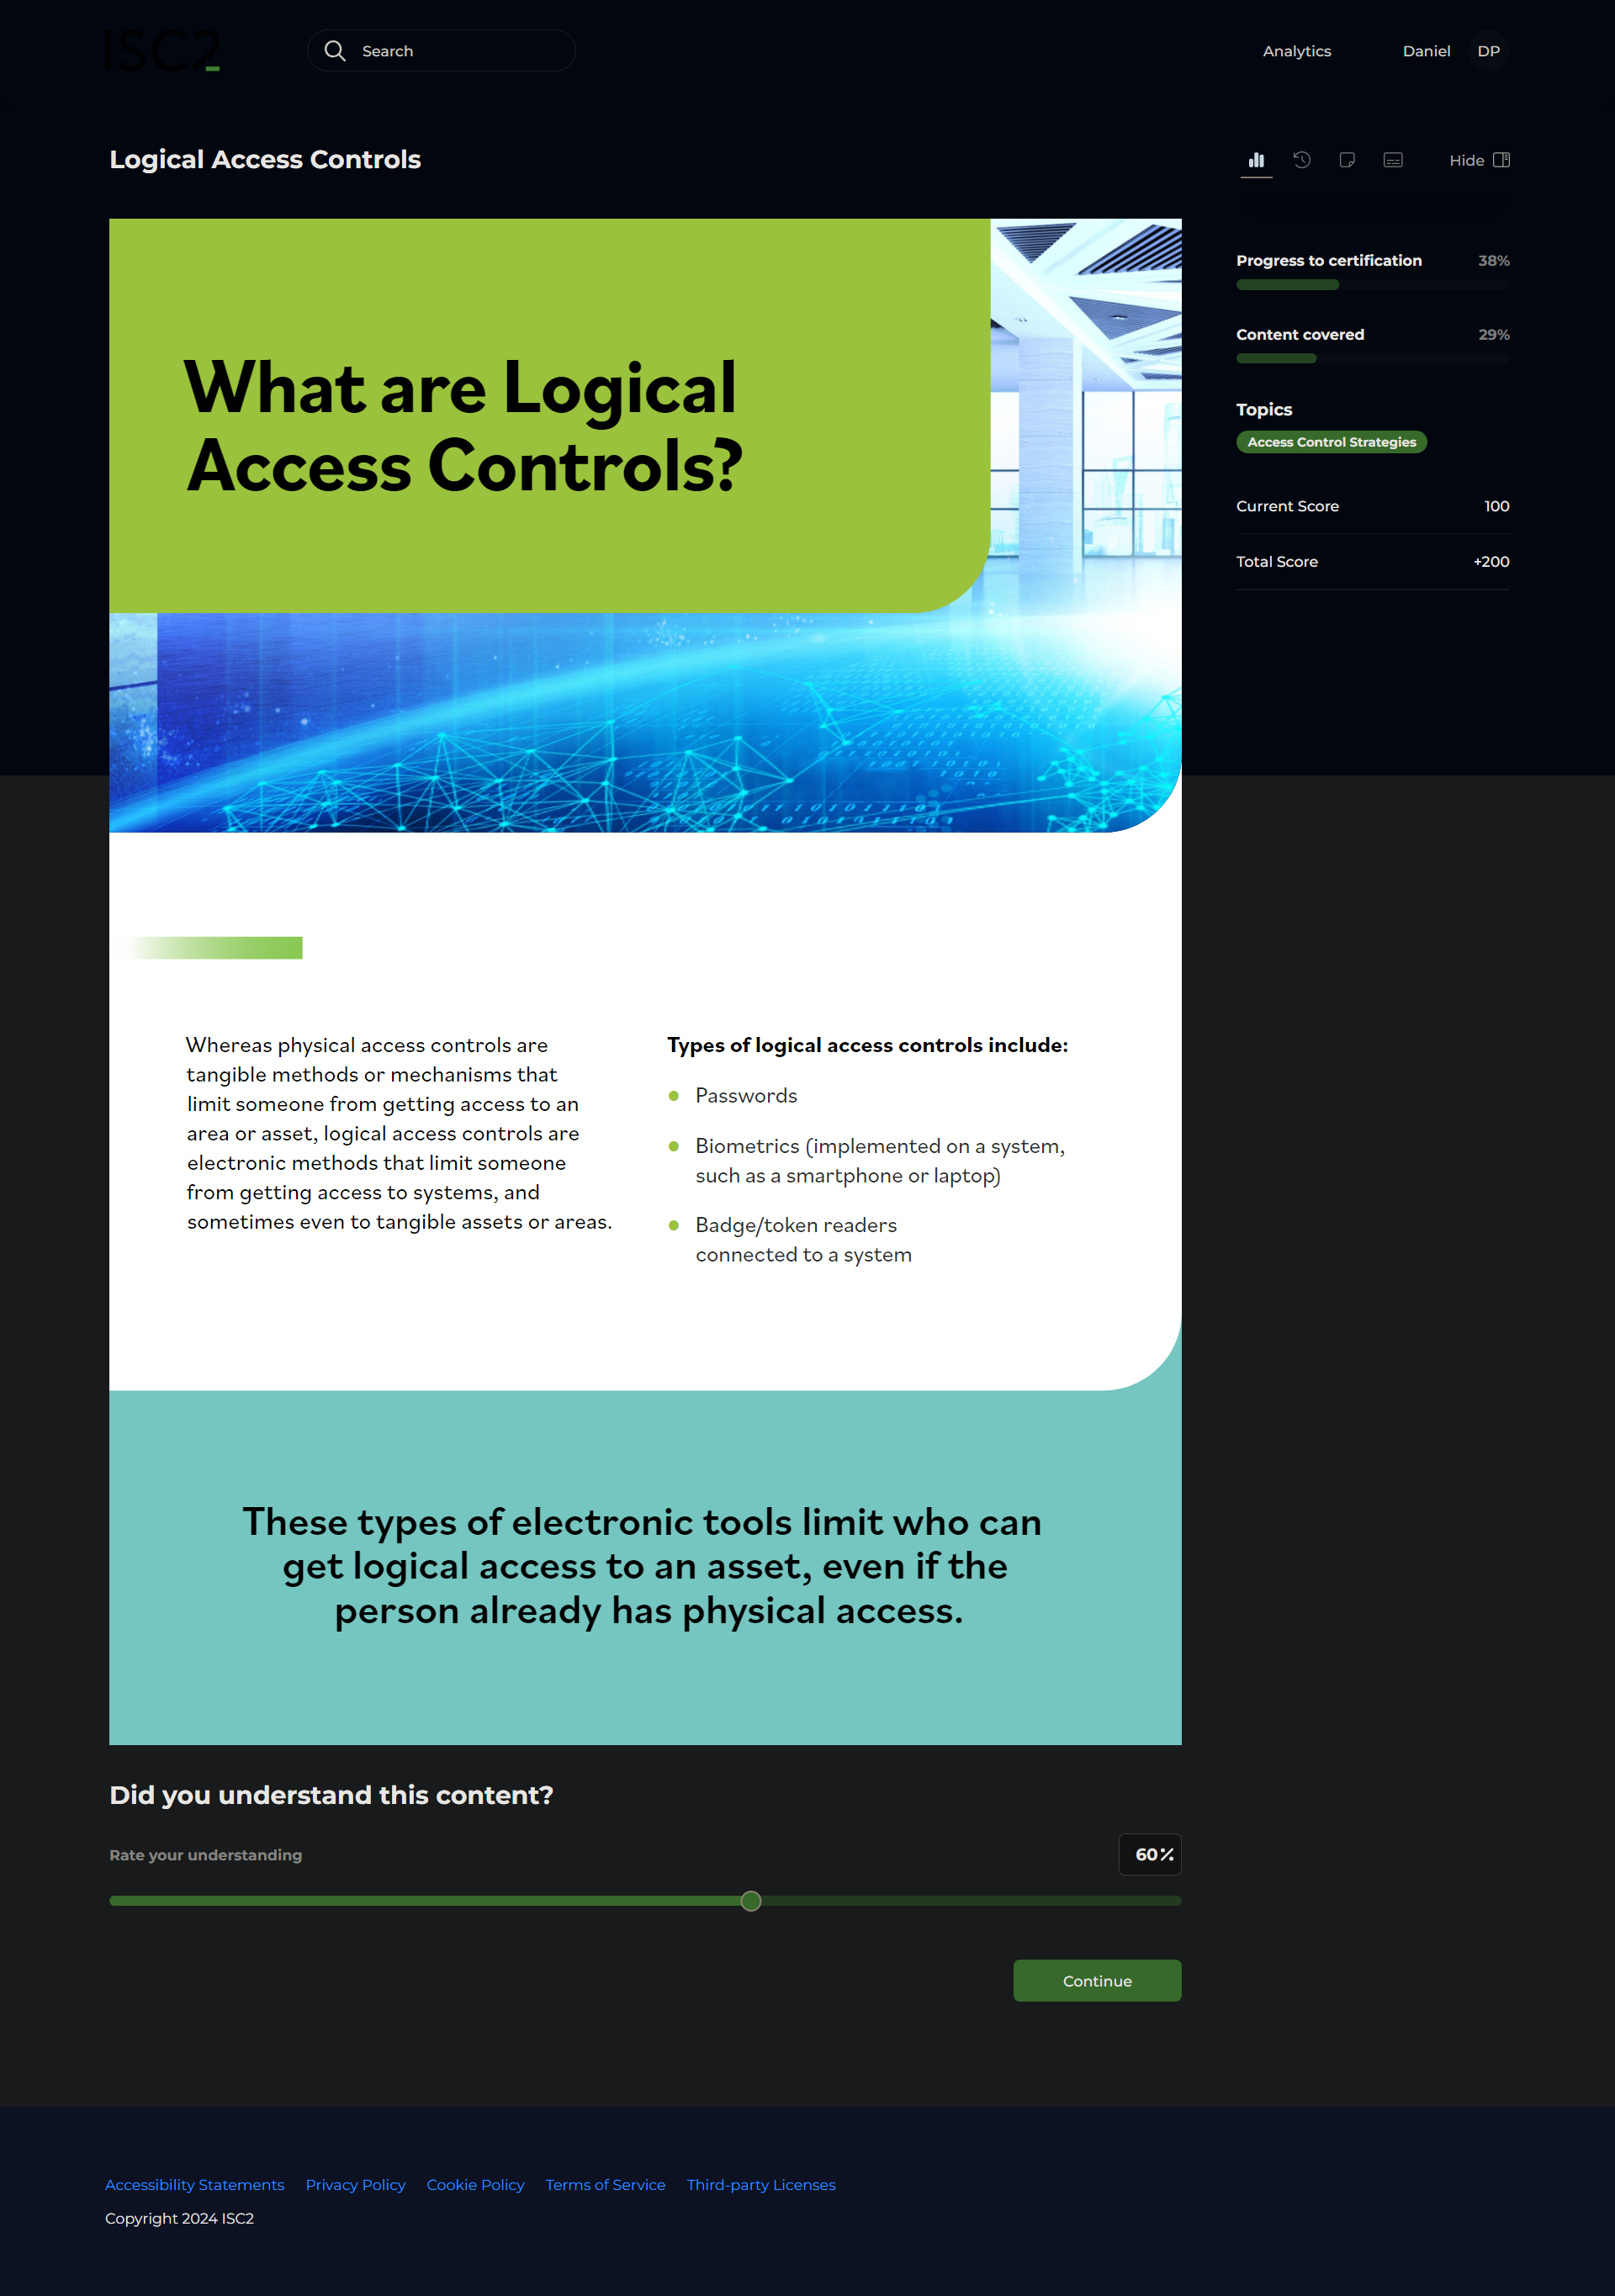 ISC2
Search
Analytics
Daniel
DP
Logical Access Controls
Hide
What are Logical
Access Controls?
Progress to certification 38%
Content covered 29%
Topics
Access Control Strategies
Current Score 100
Total Score +200
Whereas physical access controls are
tangible methods or mechanisms that
limit someone from getting access to an
area or asset, logical access controls are
electronic methods that limit someone
from getting access to systems, and
sometimes even to tangible assets or areas.
Types of logical access controls include:
Passwords
Biometrics (implemented on a system,
such as a smartphone or laptop)
Badge/token readers
connected to a system
These types of electronic tools limit who can
get logical access to an asset, even if the
person already has physical access.
Did you understand this content?
Rate your understanding
60%
Continue
Accessibility Statements Privacy Policy Cookie Policy Terms of Service Third-party Licenses
Copyright 2024 ISC2